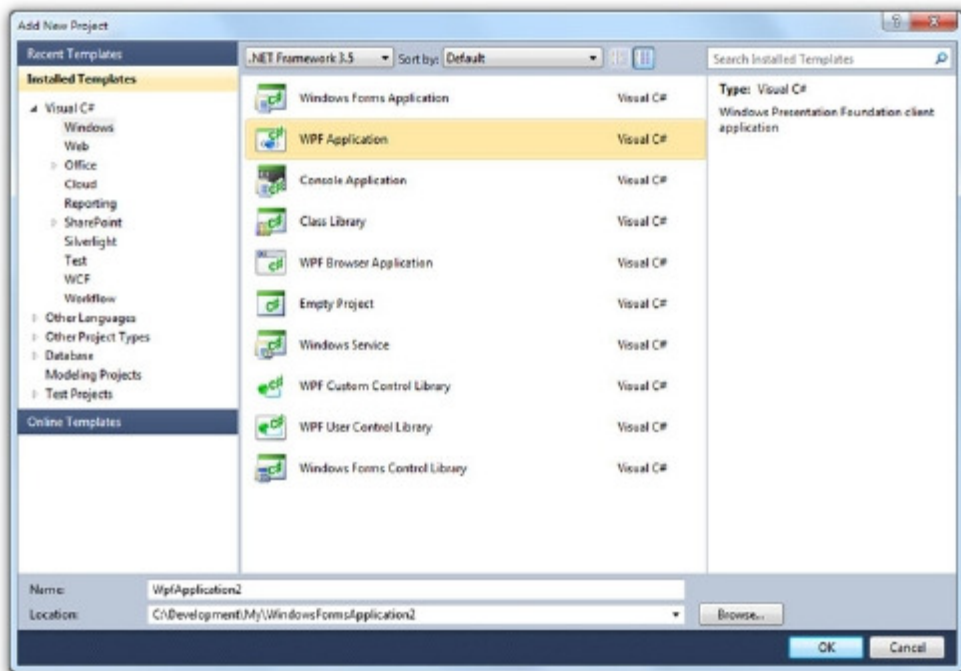 Add New Project
Recent Templates
Installed Templates
Visual C#
Windows
Web
Office
Cloud
Reporting
SharePoint
Silverlight
Test
WCF
Workflow
Other Languages
Other Project Types
Database
Modeling Projects
Test Projects
Online Templates
.NET Framework 3.5 Sort by: Default
Windows Forms Application Visual C#
WPF Application Visual C#
Console Application Visual C#
Class Library Visual C#
WPF Browser Application Visual C#
Empty Project Visual C#
Windows Service Visual C#
WPF Custom Control Library Visual C#
WPF User Control Library Visual C#
Windows Forms Control Library Visual C#
Search Installed Templates
Type: Visual C#
Windows Presentation Foundation client
application
Name: WpfApplication2
Location: C:\Development\My\WindowsFormsApplication2 Browse...
OK Cancel